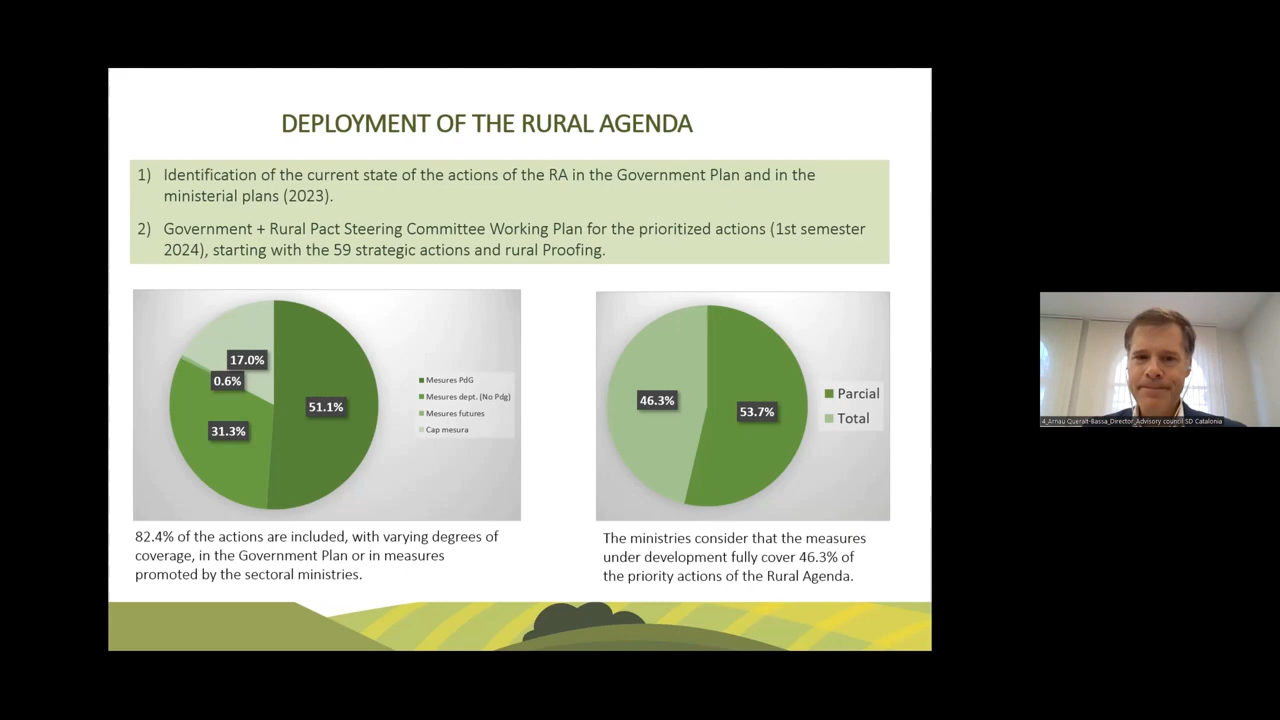 DEPLOYMENT OF THE RURAL AGENDA
1) Identification of the current state of the actions of the RA in the Government Plan and in the
ministerial plans (2023).
2) Government + Rural Pact Steering Committee Working Plan for the prioritized actions (1st semester
2024), starting with the 59 strategic actions and rural Proofing.
17.0%
0.6%
51.1%
31.3%
Mesures PdG
Mesures dept. (No Pdg)
Mesures futures
Cap mesura
46.3%
53.7%
Parcial
Total
82.4% of the actions are included, with varying degrees of
coverage, in the Government Plan or in measures
promoted by the sectoral ministries.
The ministries consider that the measures
under development fully cover 46.3% of
the priority actions of the Rural Agenda.
4_Arnau Queralt-Bassa_Director_Advisory council SD Catalonia